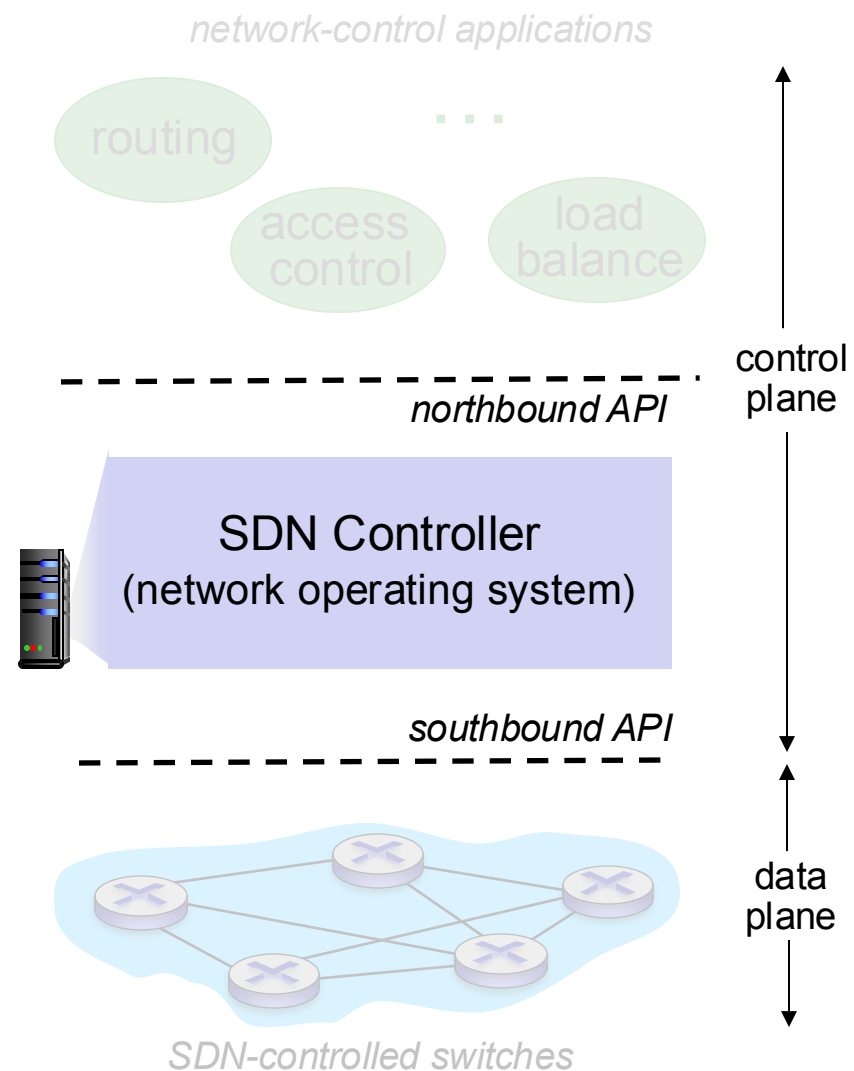 network-control applications
routing
...
access
control
load
balance
control
plane
northbound API
SDN Controller
(network operating system)
southbound API
data
plane
SDN-controlled switches